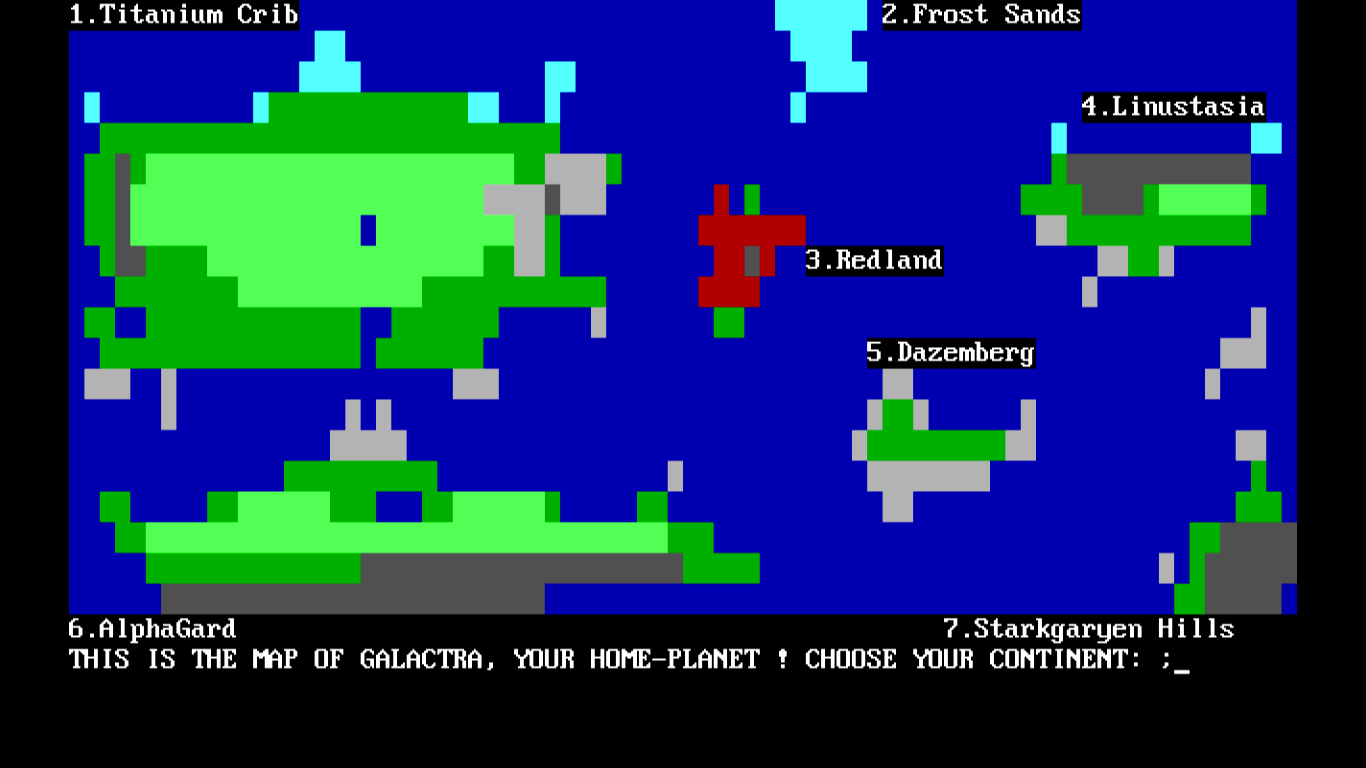 1.Titanium Crib
2.Frost Sands
4.Linustasia
3.Redland
5.Dazemberg
6.AlphaGard
7.Starkgaryen Hills
THIS IS THE MAP OF GALACTRA, YOUR HOME-PLANET ! CHOOSE YOUR CONTINENT: ;_